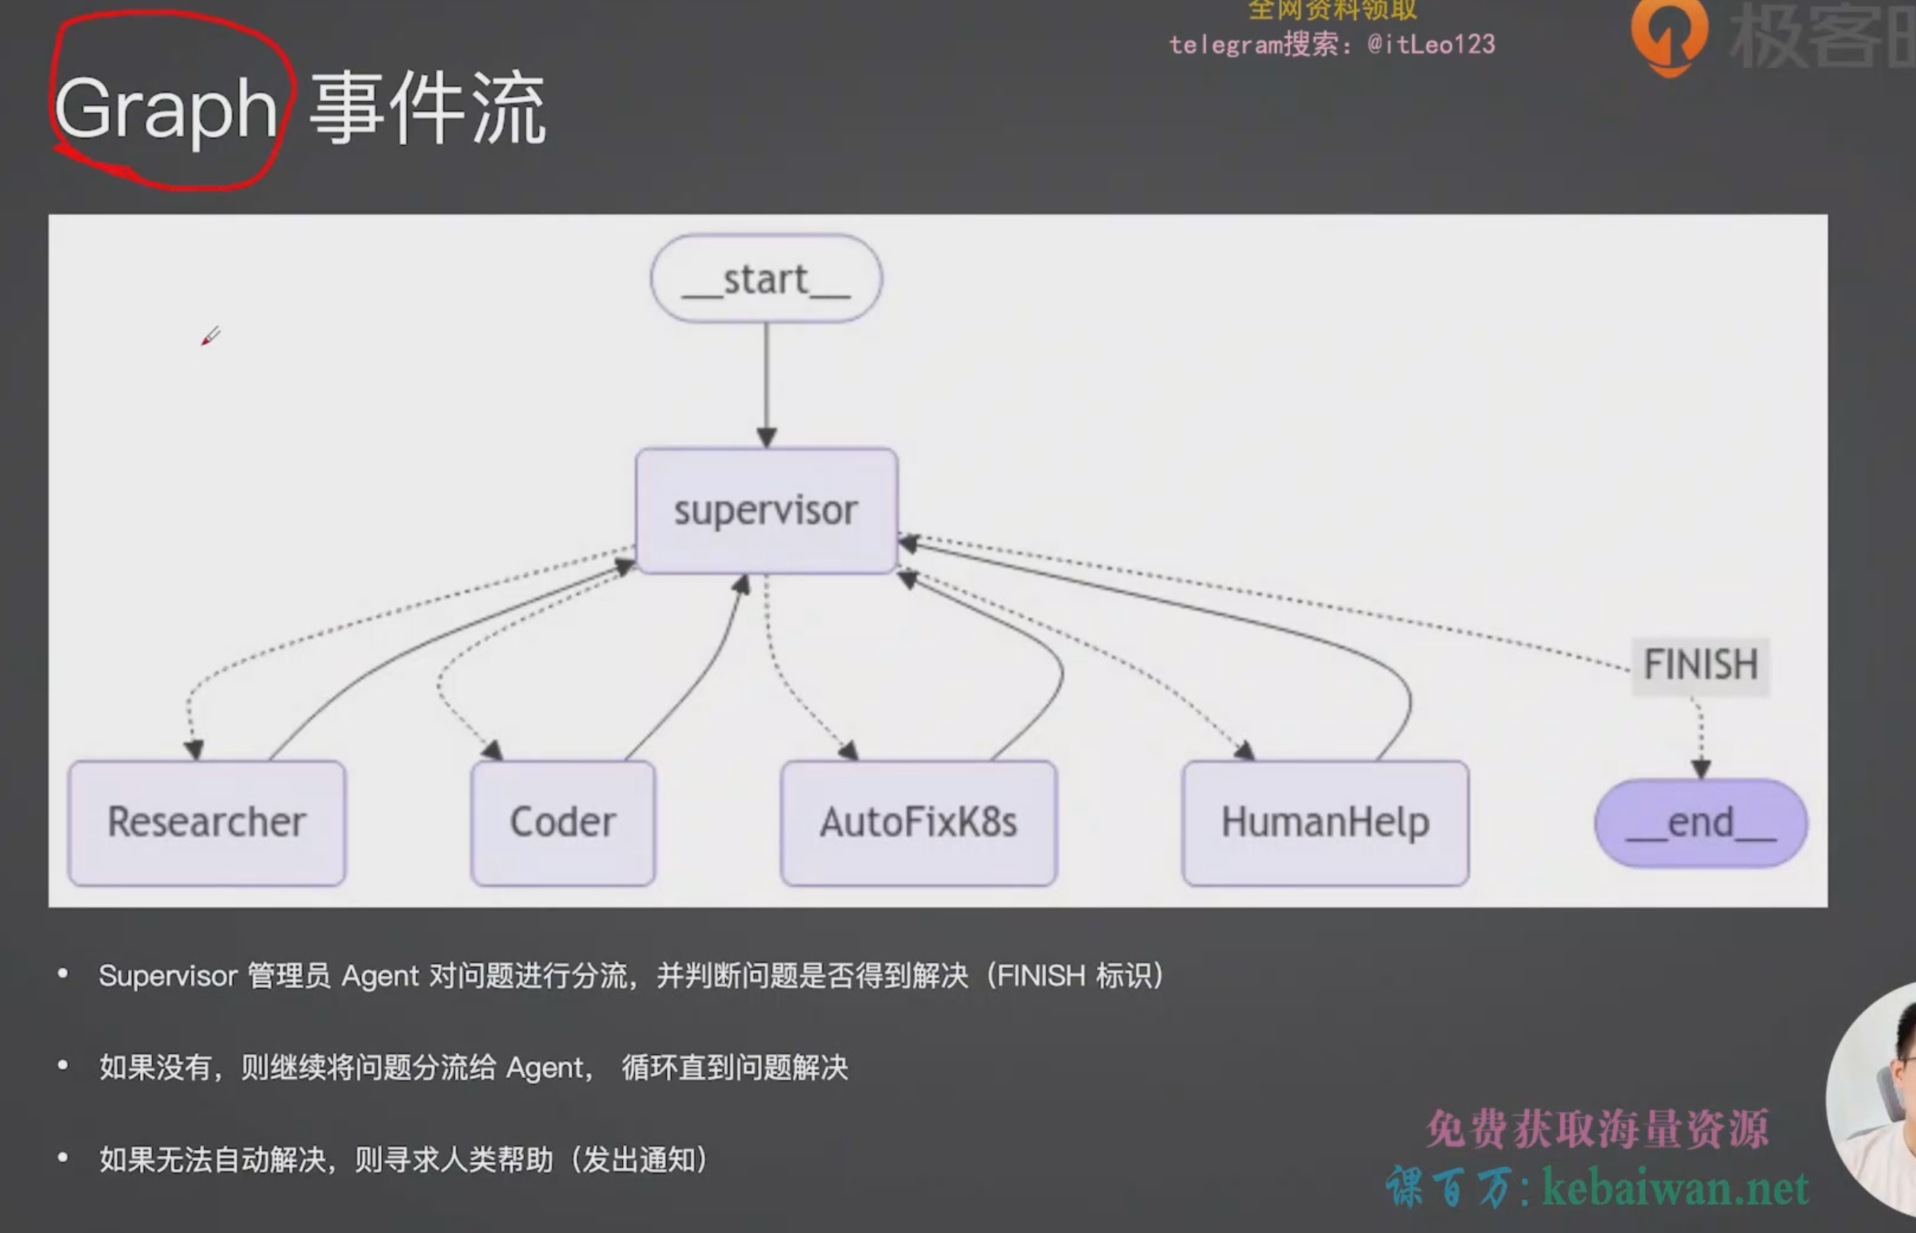 全网资料领取
telegram搜索：@itLeo123
极客
Graph 事件流
__start__
supervisor
FINISH
Researcher
Coder
AutoFixK8s
HumanHelp
__end__
• Supervisor 管理员 Agent 对问题进行分流，并判断问题是否得到解决（FINISH 标识）
• 如果没有，则继续将问题分流给 Agent， 循环直到问题解决
• 如果无法自动解决，则寻求人类帮助（发出通知）
免费获取海量资源
课百万：kebaiwan.net